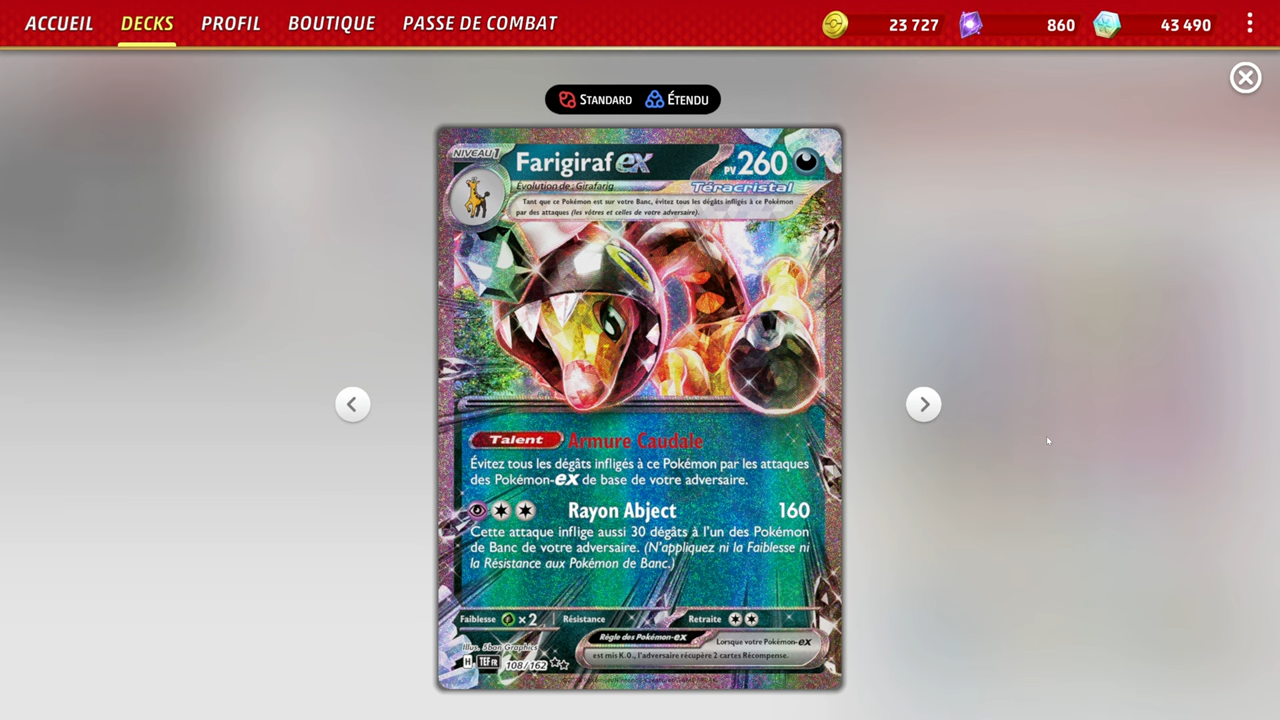 ACCUEIL DECKS PROFIL BOUTIQUE PASSE DE COMBAT 23 727 860 43 490
STANDARD ÉTENDU
NIVEAU 1 Farigiraf ex PV 260
Évolution de : Girafarig Téracristal
Tant que ce Pokémon est sur votre Banc, évitez tous les dégâts infligés à ce Pokémon
par des attaques (les vôtres et celles de votre adversaire).
Talent Armure Caudale
Évitez tous les dégâts infligés à ce Pokémon par les attaques
des Pokémon-ex de base de votre adversaire.
Rayon Abject 160
Cette attaque inflige aussi 30 dégâts à l'un des Pokémon
de Banc de votre adversaire. (N'appliquez ni la Faiblesse ni
la Résistance aux Pokémon de Banc.)
Faiblesse x 2 Résistance Retraite
Règle des Pokémon-ex Lorsque votre Pokémon-ex
est mis K.O., l'adversaire récupère 2 cartes Récompense.
Illus. 5ban Graphics
H TEF FR 108/162